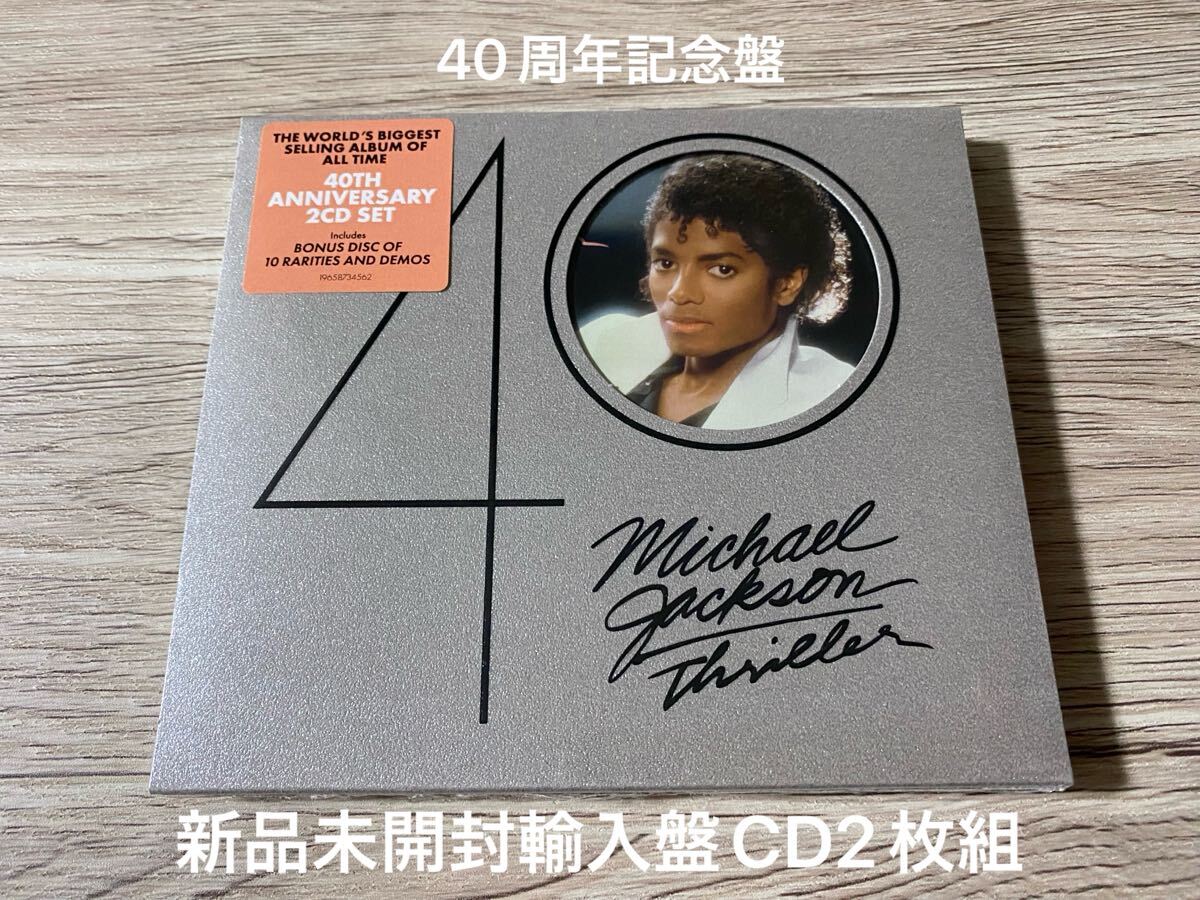 40周年記念盤
THE WORLD'S BIGGEST
SELLING ALBUM OF
ALL TIME
40TH
ANNIVERSARY
2CD SET
Includes
BONUS DISC OF
10 RARITIES AND DEMOS
19658734562
40
Michael
Jackson
Thriller
新品未開封輸入盤CD2枚組